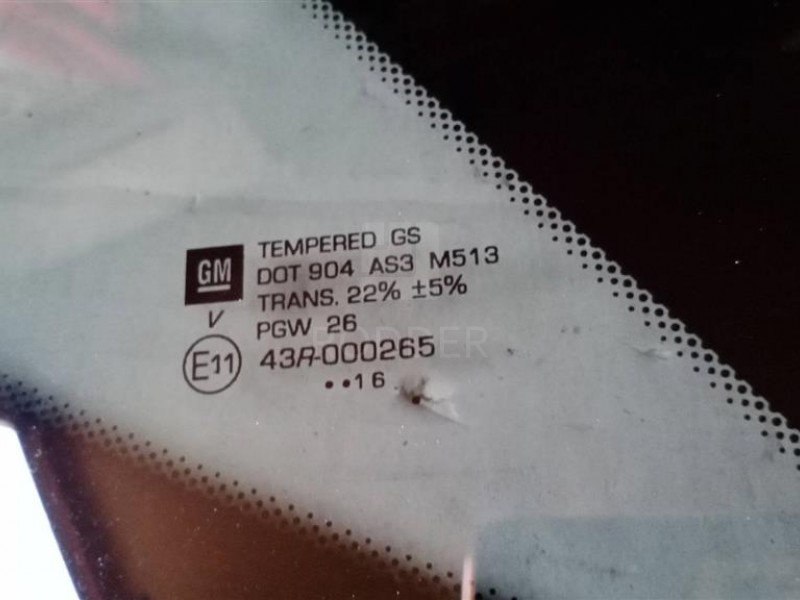 TEMPERED GS
GM DOT 904 AS3 M513
TRANS. 22% ±5%
V PGW 26
E11 43R-000265
••16